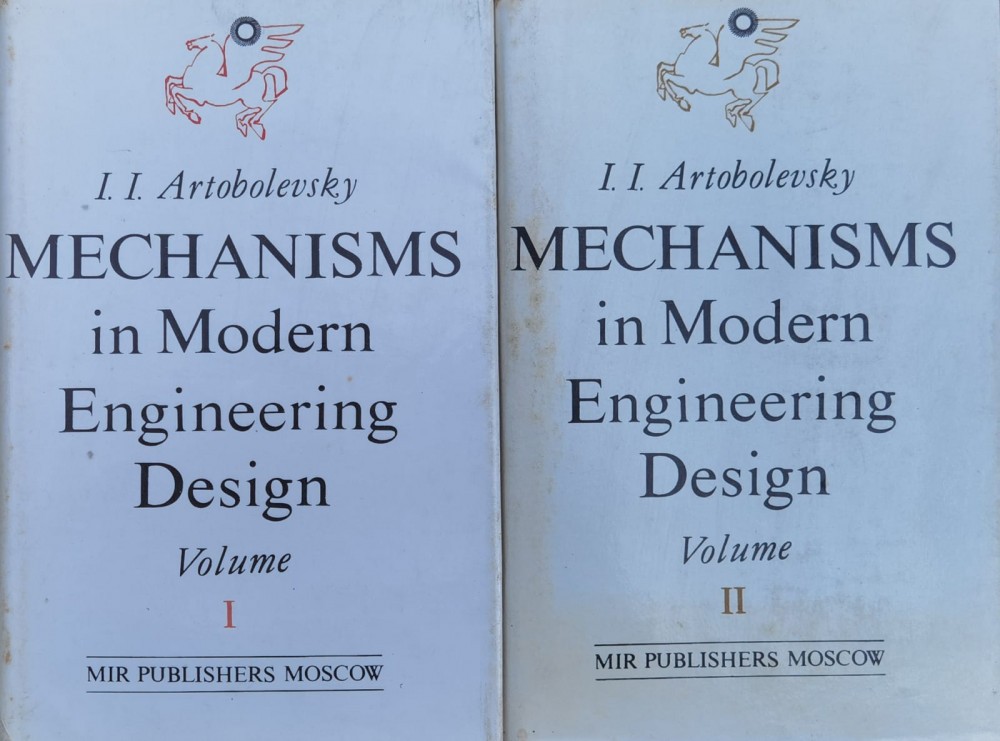 I. I. Artobolevsky
MECHANISMS
in Modern
Engineering
Design
Volume
I
MIR PUBLISHERS MOSCOW
I. I. Artobolevsky
MECHANISMS
in Modern
Engineering
Design
Volume
II
MIR PUBLISHERS MOSCOW